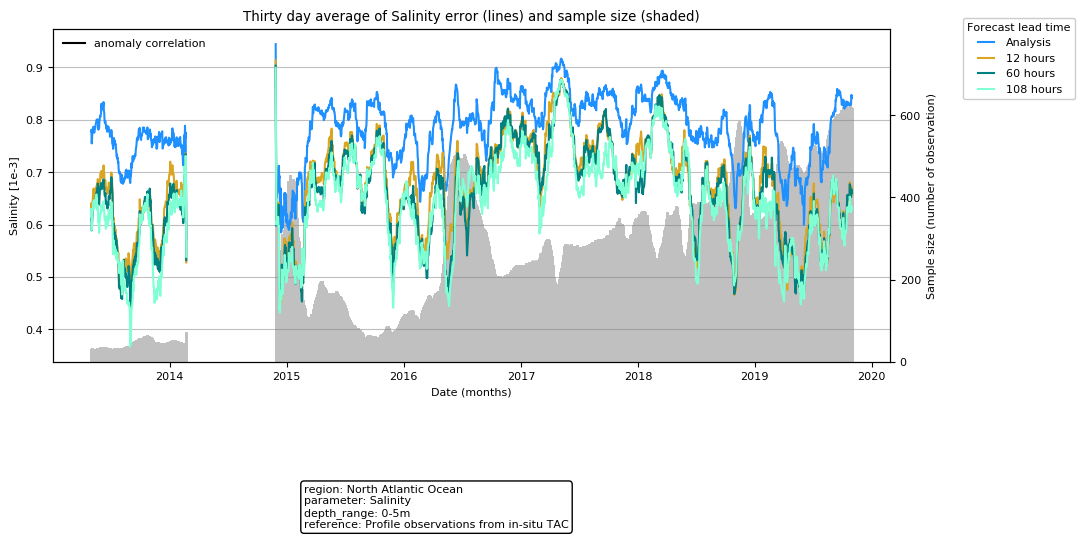 Thirty day average of Salinity error (lines) and sample size (shaded)
anomaly correlation
Forecast lead time
Analysis
12 hours
60 hours
108 hours
Salinity [1e-3]
0.9
0.8
0.7
0.6
0.5
0.4
600
400
200
0
Sample size (number of observation)
2014
2015
2016
2017
2018
2019
2020
Date (months)
region: North Atlantic Ocean
parameter: Salinity
depth_range: 0-5m
reference: Profile observations from in-situ TAC